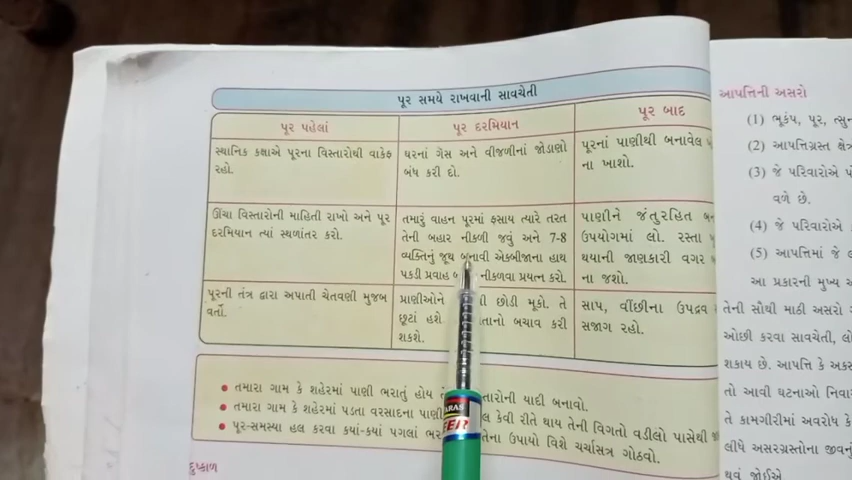 પૂર સમયે રાખવાની સાવચેતી
પૂર પહેલાં
પૂર દરમિયાન
પૂર બાદ
સ્થાનિક કક્ષાએ પૂરના વિસ્તારોથી વાકેફ
રહો.
ઘરનાં ગૅસ અને વીજળીનાં જોડાણો
બંધ કરી દો.
પૂરનાં પાણીથી બનાવેલ
ના ખાશો.
ઊંચા વિસ્તારોની માહિતી રાખો અને પૂર
દરમિયાન ત્યાં સ્થળાંતર કરો.
તમારું વાહન પૂરમાં ફસાય ત્યારે તરત
તેની બહાર નીકળી જવું અને 7-8
વ્યક્તિનું જૂથ બનાવી એકબીજાના હાથ
પકડી પ્રવાહ નીકળવા પ્રયત્ન કરો.
પાણીને જંતુરહિત
ઉપયોગમાં લો. રસ્તા
થયાની જાણકારી વગર
ના જશો.
પૂરની તંત્ર દ્વારા અપાતી ચેતવણી મુજબ
વર્તો.
પ્રાણીઓને છોડી મૂકો. તે
છૂટાં હશે બચાવ કરી
શકશે.
સાપ, વીંછીના ઉપદ્રવ
સજાગ રહો.
• તમારા ગામ કે શહેરમાં પાણી ભરાતું હોય યાદી બનાવો.
• તમારા ગામ કે શહેરમાં પડતા વરસાદના પાણી કેવી રીતે થાય તેની વિગતો વડીલો પાસેથી
• પૂર-સમસ્યા હલ કરવા ક્યાં-ક્યાં પગલાં તેના ઉપાયો વિશે ચર્ચાસત્ર ગોઠવો.
દુષ્કાળ
આપત્તિની અસરો
(1) ભૂકંપ, પૂર,
(2) આપત્તિગ્રસ્ત
(3) જે પરિવારોએ
વળે છે.
(4) જે પરિવારોએ
(5) આપત્તિમાં જે
આ પ્રકારની મુખ્ય
તેની સૌથી માઠી અસરો
ઓછી કરવા સાવચેતી,
શકાય છે. આપત્તિ કે
તો આવી ઘટનાઓ
તે કામગીરીમાં અવરોધ
લીધે અસરગ્રસ્તોના
થવું જોઈએ.